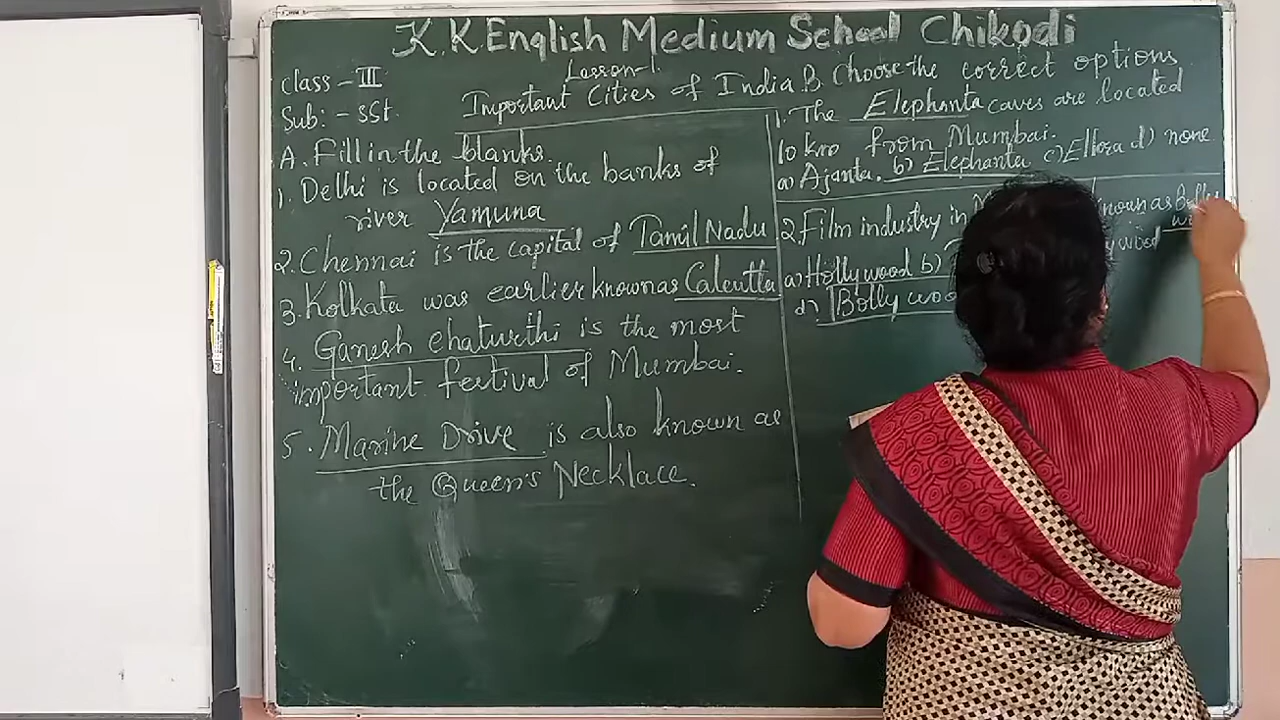 K.K.English Medium School Chikodi
Class - III
Lesson-1.
Sub:- SSt.
Important Cities of India
A. Fill in the blanks.
1. Delhi is located on the banks of
river Yamuna
2. Chennai is the capital of Tamil Nadu
3. Kolkata was earlier known as Calcutta
4. Ganesh chaturthi is the most
important festival of Mumbai.
5. Marine Drive is also known as
the Queen's Necklace.
B. Choose the correct options
1. The Elephanta caves are located
10 km from Mumbai.
a) Ajanta. b) Elephanta c) Ellora d) none
2. Film industry in known as Bolly
a) Hollywood b) wood
d)